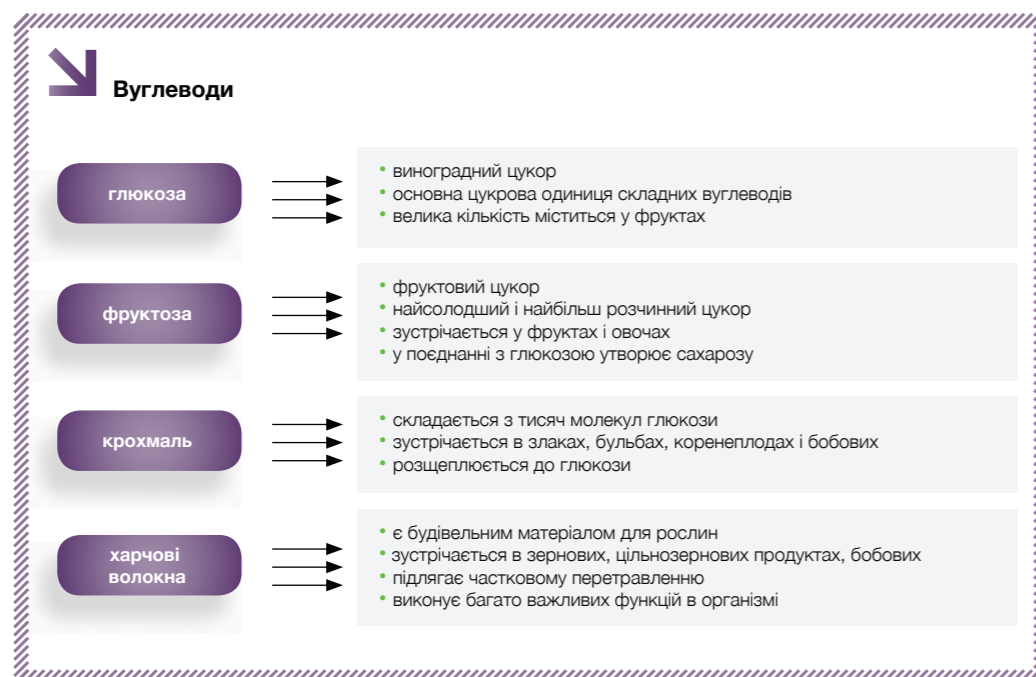 Вуглеводи
глюкоза
• виноградний цукор
• основна цукрова одиниця складних вуглеводів
• велика кількість міститься у фруктах
фруктоза
• фруктовий цукор
• найсолодший і найбільш розчинний цукор
• зустрічається у фруктах і овочах
• у поєднанні з глюкозою утворює сахарозу
крохмаль
• складається з тисяч молекул глюкози
• зустрічається в злаках, бульбах, коренеплодах і бобових
• розщеплюється до глюкози
харчові
волокна
• є будівельним матеріалом для рослин
• зустрічається в зернових, цільнозернових продуктах, бобових
• підлягає частковому перетравленню
• виконує багато важливих функцій в організмі